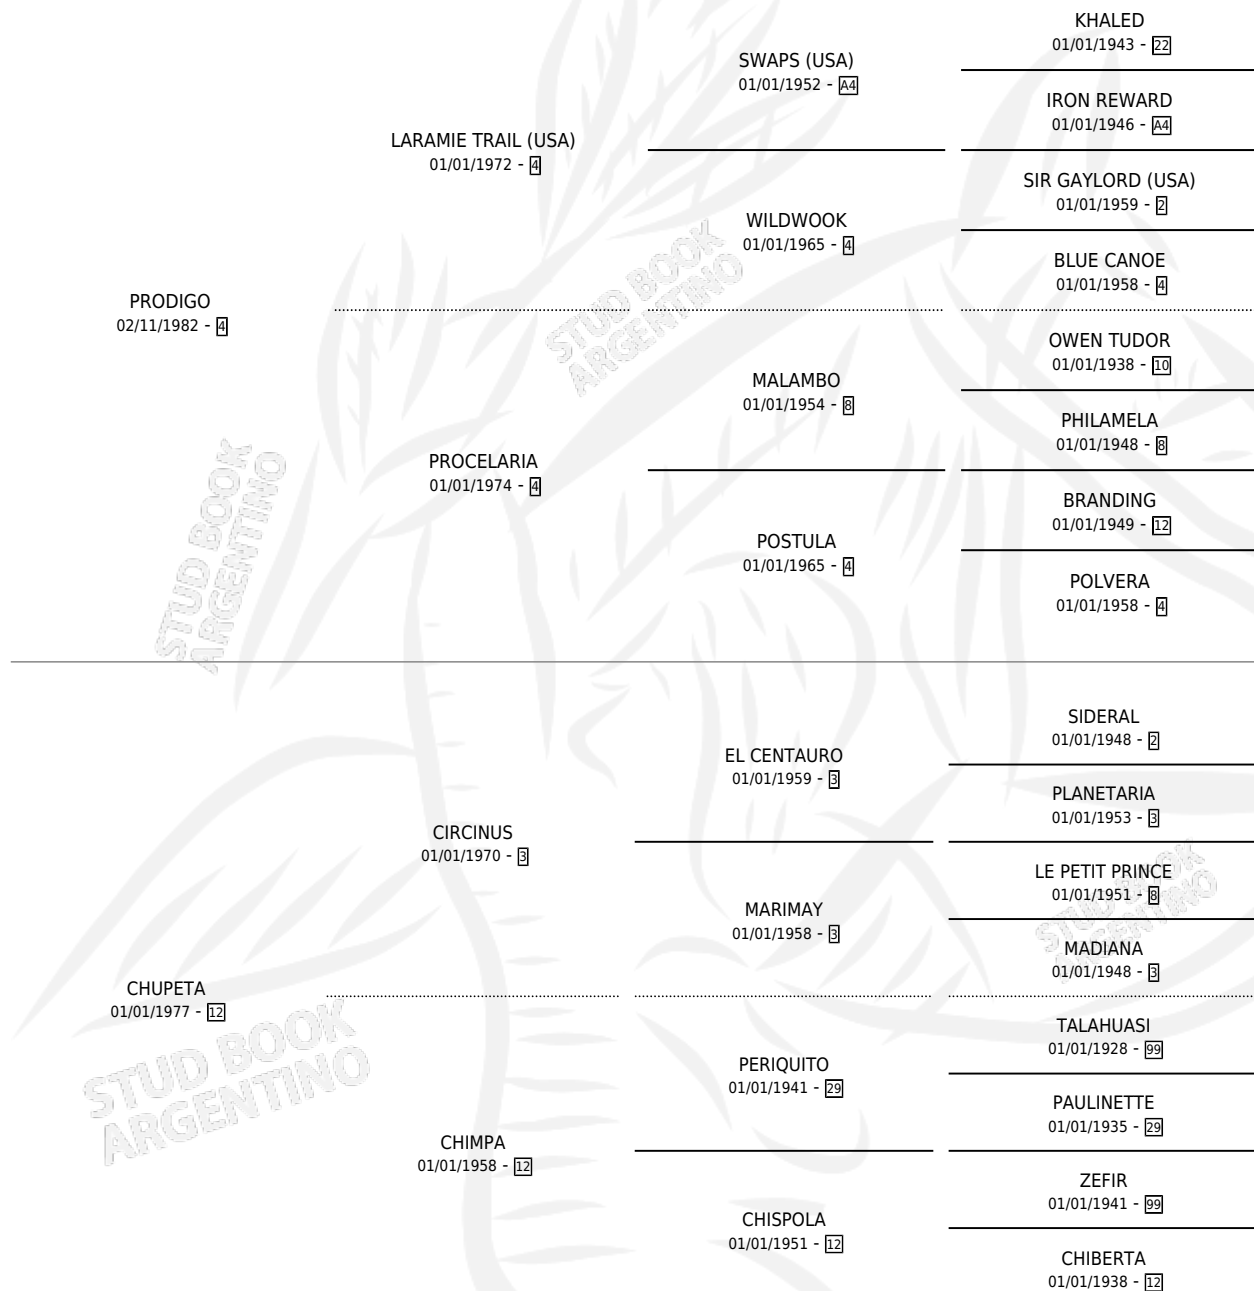 KHALED
01/01/1943 - 22
SWAPS (USA)
01/01/1952 - A4
IRON REWARD
01/01/1946 - A4
LARAMIE TRAIL (USA)
01/01/1972 - 4
SIR GAYLORD (USA)
01/01/1959 - 2
WILDWOOK
01/01/1965 - 4
BLUE CANOE
01/01/1958 - 4
PRODIGO
02/11/1982 - 4
OWEN TUDOR
01/01/1938 - 10
MALAMBO
01/01/1954 - 8
PHILAMELA
01/01/1948 - 8
PROCELARIA
01/01/1974 - 4
BRANDING
01/01/1949 - 12
POSTULA
01/01/1965 - 4
POLVERA
01/01/1958 - 4
SIDERAL
01/01/1948 - 2
EL CENTAURO
01/01/1959 - 3
PLANETARIA
01/01/1953 - 3
CIRCINUS
01/01/1970 - 3
LE PETIT PRINCE
01/01/1951 - 8
MARIMAY
01/01/1958 - 3
MADIANA
01/01/1948 - 3
CHUPETA
01/01/1977 - 12
TALAHUASI
01/01/1928 - 99
PERIQUITO
01/01/1941 - 29
PAULINETTE
01/01/1935 - 29
CHIMPA
01/01/1958 - 12
ZEFIR
01/01/1941 - 99
CHISPOLA
01/01/1951 - 12
CHIBERTA
01/01/1938 - 12
STUD BOOK
ARGENTINO
STUD BOOK
ARGENTINO
STUD BOOK
ARGENTINO
STUD BOOK
ARGENTINO